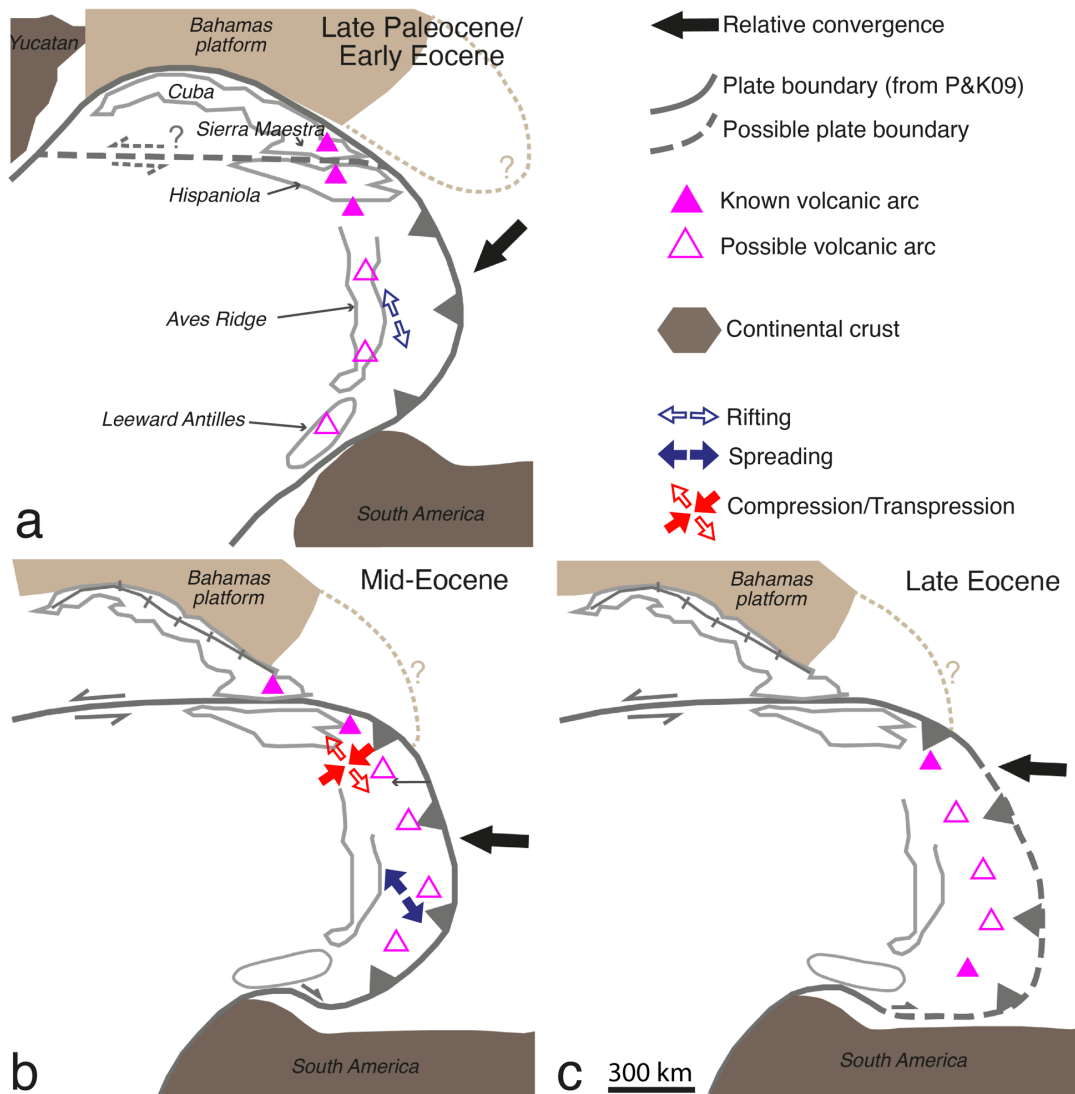 Yucatan
Bahamas
platform
Late Paleocene/
Early Eocene
Cuba
?
Sierra Maestra
?
Hispaniola
Aves Ridge
Leeward Antilles
South America
a
Relative convergence
Plate boundary (from P&K09)
Possible plate boundary
Known volcanic arc
Possible volcanic arc
Continental crust
Rifting
Spreading
Compression/Transpression
Bahamas
platform
Mid-Eocene
?
South America
b
Bahamas
platform
Late Eocene
?
South America
c
300 km